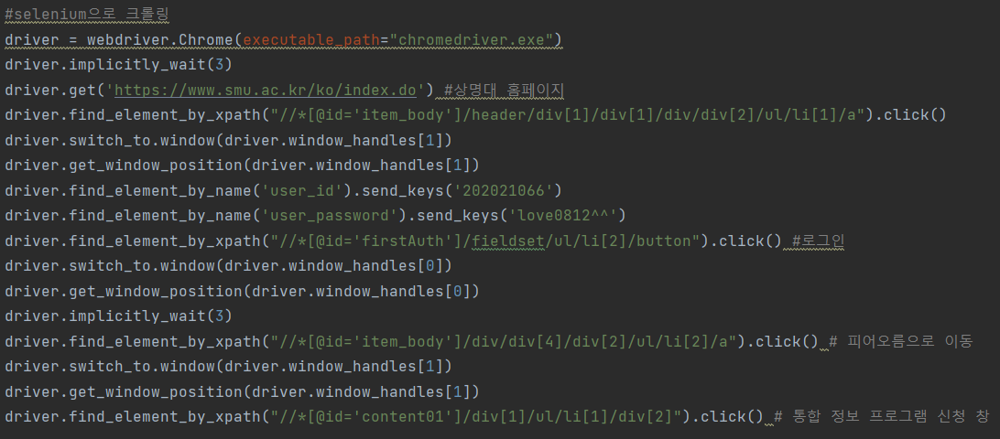 #selenium으로 크롤링
driver = webdriver.Chrome(executable_path="chromedriver.exe")
driver.implicitly_wait(3)
driver.get('https://www.smu.ac.kr/ko/index.do') #상명대 홈페이지
driver.find_element_by_xpath("//*[@id='item_body']/header/div[1]/div[1]/div/div[2]/ul/li[1]/a").click()
driver.switch_to.window(driver.window_handles[1])
driver.get_window_position(driver.window_handles[1])
driver.find_element_by_name('user_id').send_keys('202021066')
driver.find_element_by_name('user_password').send_keys('love0812^^')
driver.find_element_by_xpath("//*[@id='firstAuth']/fieldset/ul/li[2]/button").click() #로그인
driver.switch_to.window(driver.window_handles[0])
driver.get_window_position(driver.window_handles[0])
driver.implicitly_wait(3)
driver.find_element_by_xpath("//*[@id='item_body']/div/div[4]/div[2]/ul/li[2]/a").click() # 피어오름으로 이동
driver.switch_to.window(driver.window_handles[1])
driver.get_window_position(driver.window_handles[1])
driver.find_element_by_xpath("//*[@id='content01']/div[1]/ul/li[1]/div[2]").click() # 통합 정보 프로그램 신청 창